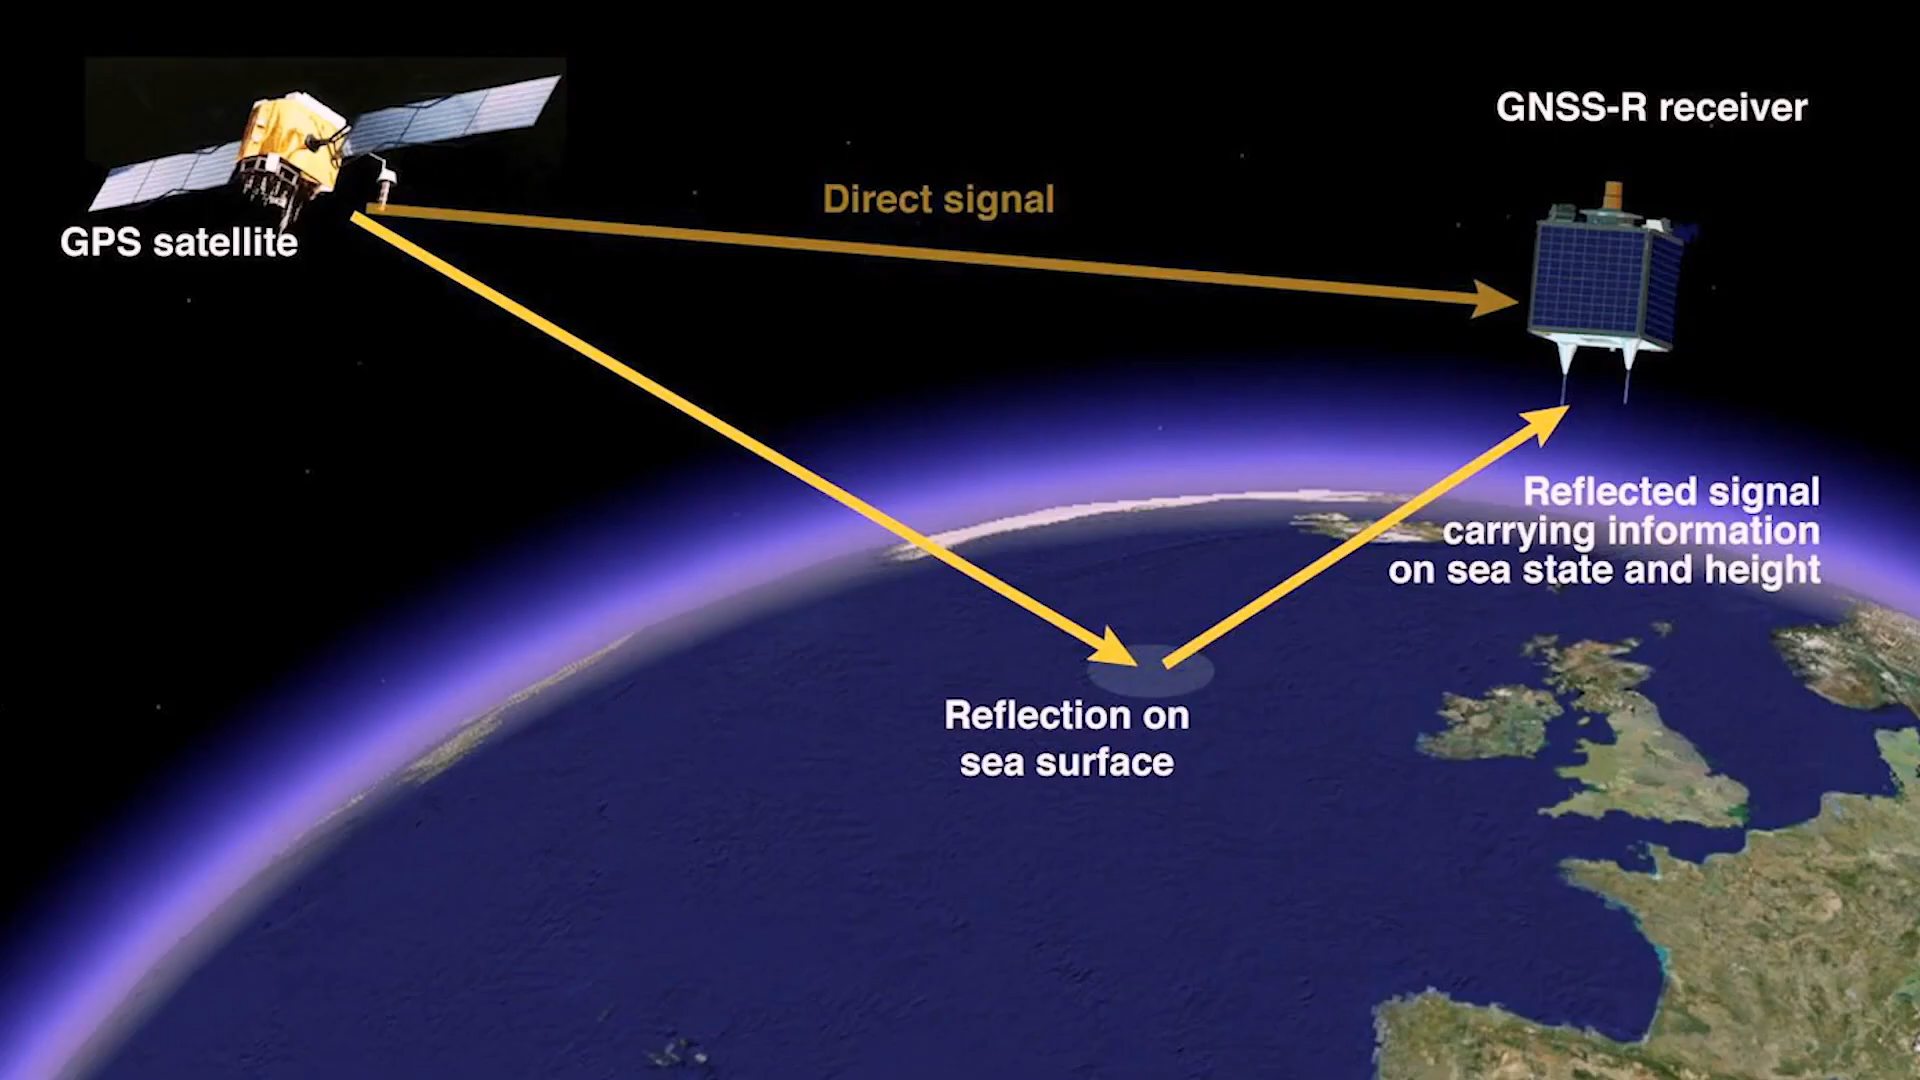 GPS satellite
Direct signal
GNSS-R receiver
Reflected signal
carrying information
on sea state and height
Reflection on
sea surface